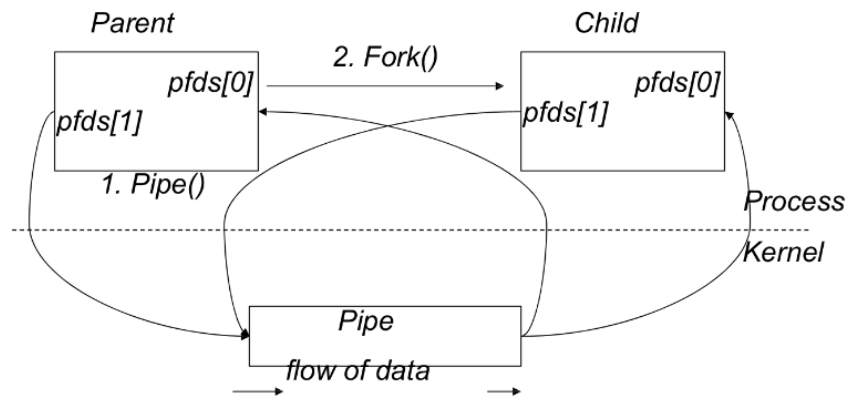 Parent
Child
2. Fork()
pfds[0]
pfds[0]
pfds[1]
pfds[1]
1. Pipe()
Process
Kernel
Pipe
flow of data